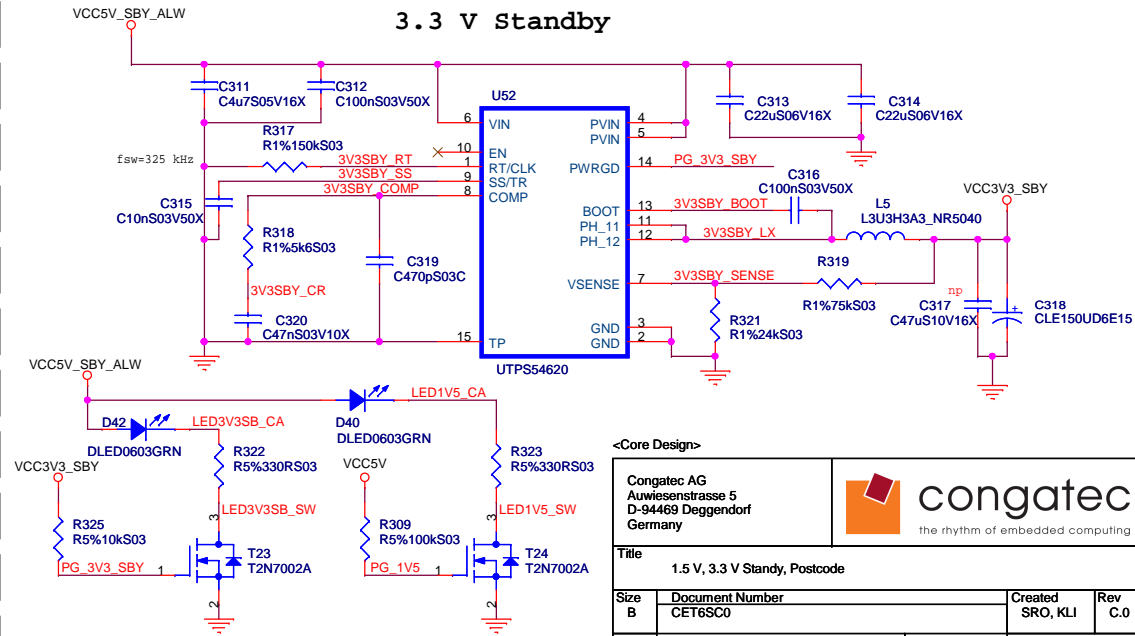 VCC5V_SBY_ALW
3.3 V Standby
C311
C4u7S05V16X
C312
C100nS03V50X
U52
C313
C22uS06V16X
C314
C22uS06V16X
6 VIN
PVIN 4
PVIN 5
R317
R1%150kS03
fsw=325 kHz
10 EN
3V3SBY_RT 1 RT/CLK
3V3SBY_SS 9 SS/TR
3V3SBY_COMP 8 COMP
PWRGD 14 PG_3V3_SBY
C316
C100nS03V50X
VCC3V3_SBY
C315
C10nS03V50X
BOOT 13 3V3SBY_BOOT
PH_11 11
PH_12 12 3V3SBY_LX
L5
L3U3H3A3_NR5040
R318
R1%5k6S03
C319
C470pS03C
R319
R1%75kS03
VSENSE 7 3V3SBY_SENSE
3V3SBY_CR
np
C317
C47uS10V16X
+
C318
CLE150UD6E15
C320
C47nS03V10X
R321
R1%24kS03
GND 3
GND 2
15 TP
UTPS54620
VCC5V_SBY_ALW
LED1V5_CA
D42
DLED0603GRN
LED3V3SB_CA
D40
DLED0603GRN
VCC3V3_SBY
R322
R5%330RS03
VCC5V
R323
R5%330RS03
LED3V3SB_SW
3
LED1V5_SW
3
R325
R5%10kS03
R309
R5%100kS03
PG_3V3_SBY 1
T23
T2N7002A
PG_1V5 1
T24
T2N7002A
2
2
<Core Design>
Congatec AG
Auwiesenstrasse 5
D-94469 Deggendorf
Germany
congatec
the rhythm of embedded computing
Title
1.5 V, 3.3 V Standy, Postcode
Size
B
Document Number
CET6SC0
Created
SRO, KLI
Rev
C.0